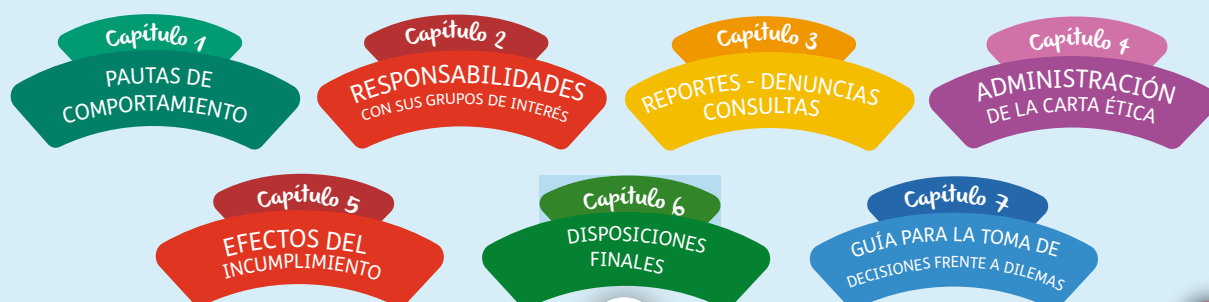 Capítulo 1
PAUTAS DE
COMPORTAMIENTO
Capítulo 2
RESPONSABILIDADES
CON SUS GRUPOS DE INTERÉS
Capítulo 3
REPORTES - DENUNCIAS
CONSULTAS
Capítulo 4
ADMINISTRACIÓN
DE LA CARTA ÉTICA
Capítulo 5
EFECTOS DEL
INCUMPLIMIENTO
Capítulo 6
DISPOSICIONES
FINALES
Capítulo 7
GUÍA PARA LA TOMA DE
DECISIONES FRENTE A DILEMAS